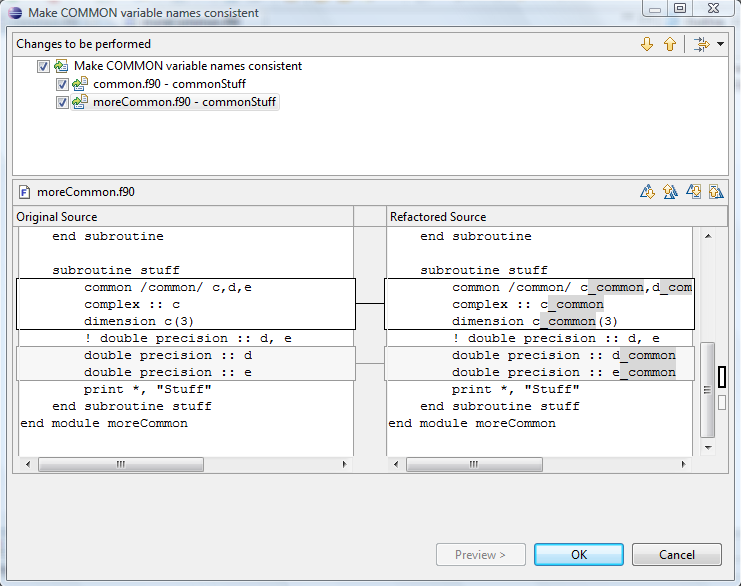 Make COMMON variable names consistent
Changes to be performed
Make COMMON variable names consistent
common.f90 - commonStuff
moreCommon.f90 - commonStuff
moreCommon.f90
Original Source
Refactored Source
end subroutine
subroutine stuff
common /common/ c,d,e
complex :: c
dimension c(3)
! double precision :: d, e
double precision :: d
double precision :: e
print *, "Stuff"
end subroutine stuff
end module moreCommon
end subroutine
subroutine stuff
common /common/ c_common,d_com
complex :: c_common
dimension c_common(3)
! double precision :: d, e
double precision :: d_common
double precision :: e_common
print *, "Stuff"
end subroutine stuff
end module moreCommon
Preview >
OK
Cancel